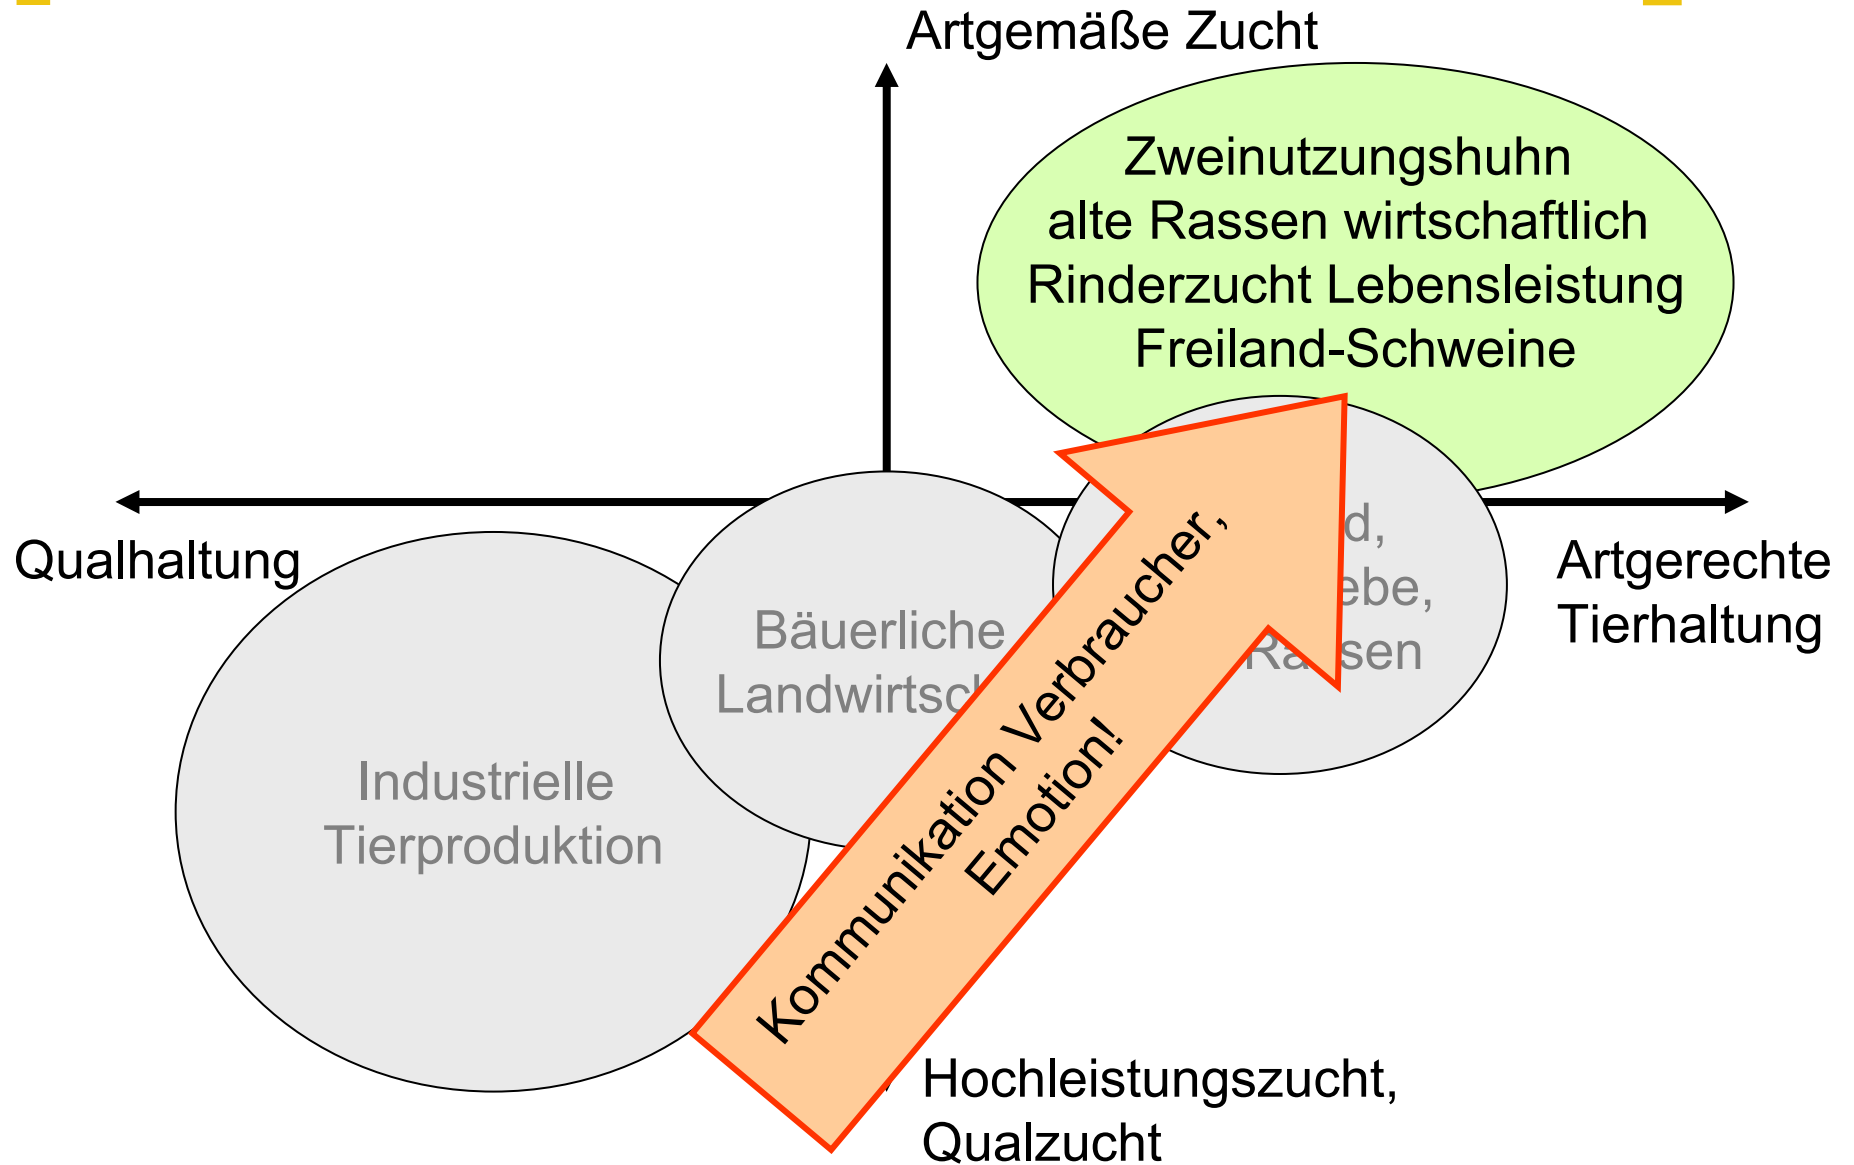 Artgemäße Zucht
Zweinutzungshuhn
alte Rassen wirtschaftlich
Rinderzucht Lebensleistung
Freiland-Schweine
Qualhaltung
Artgerechte
Tierhaltung
Bäuerliche
Industrielle
Tierproduktion
Kommunikation Verbraucher,
Emotion!
Hochleistungszucht,
Qualzucht